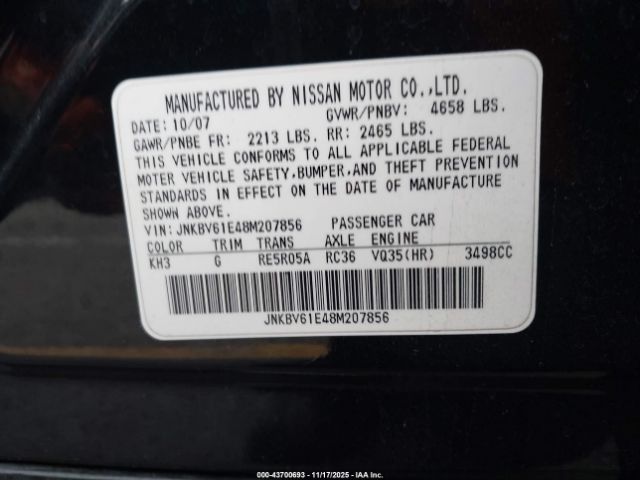 MANUFACTURED BY NISSAN MOTOR CO.,LTD.
DATE: 10/07 GVWR/PNBV: 4658 LBS.
GAWR/PNBE FR: 2213 LBS. RR: 2465 LBS.
THIS VEHICLE CONFORMS TO ALL APPLICABLE FEDERAL
MOTOR VEHICLE SAFETY,BUMPER,AND THEFT PREVENTION
STANDARDS IN EFFECT ON THE DATE OF MANUFACTURE
SHOWN ABOVE.
VIN: JNKBV61E48M207856 PASSENGER CAR
COLOR TRIM TRANS AXLE ENGINE
KH3 G RE5R05A RC36 VQ35(HR) 3498CC
JNKBV61E48M207856
000-43700693 - 11/17/2025 - IAA Inc.